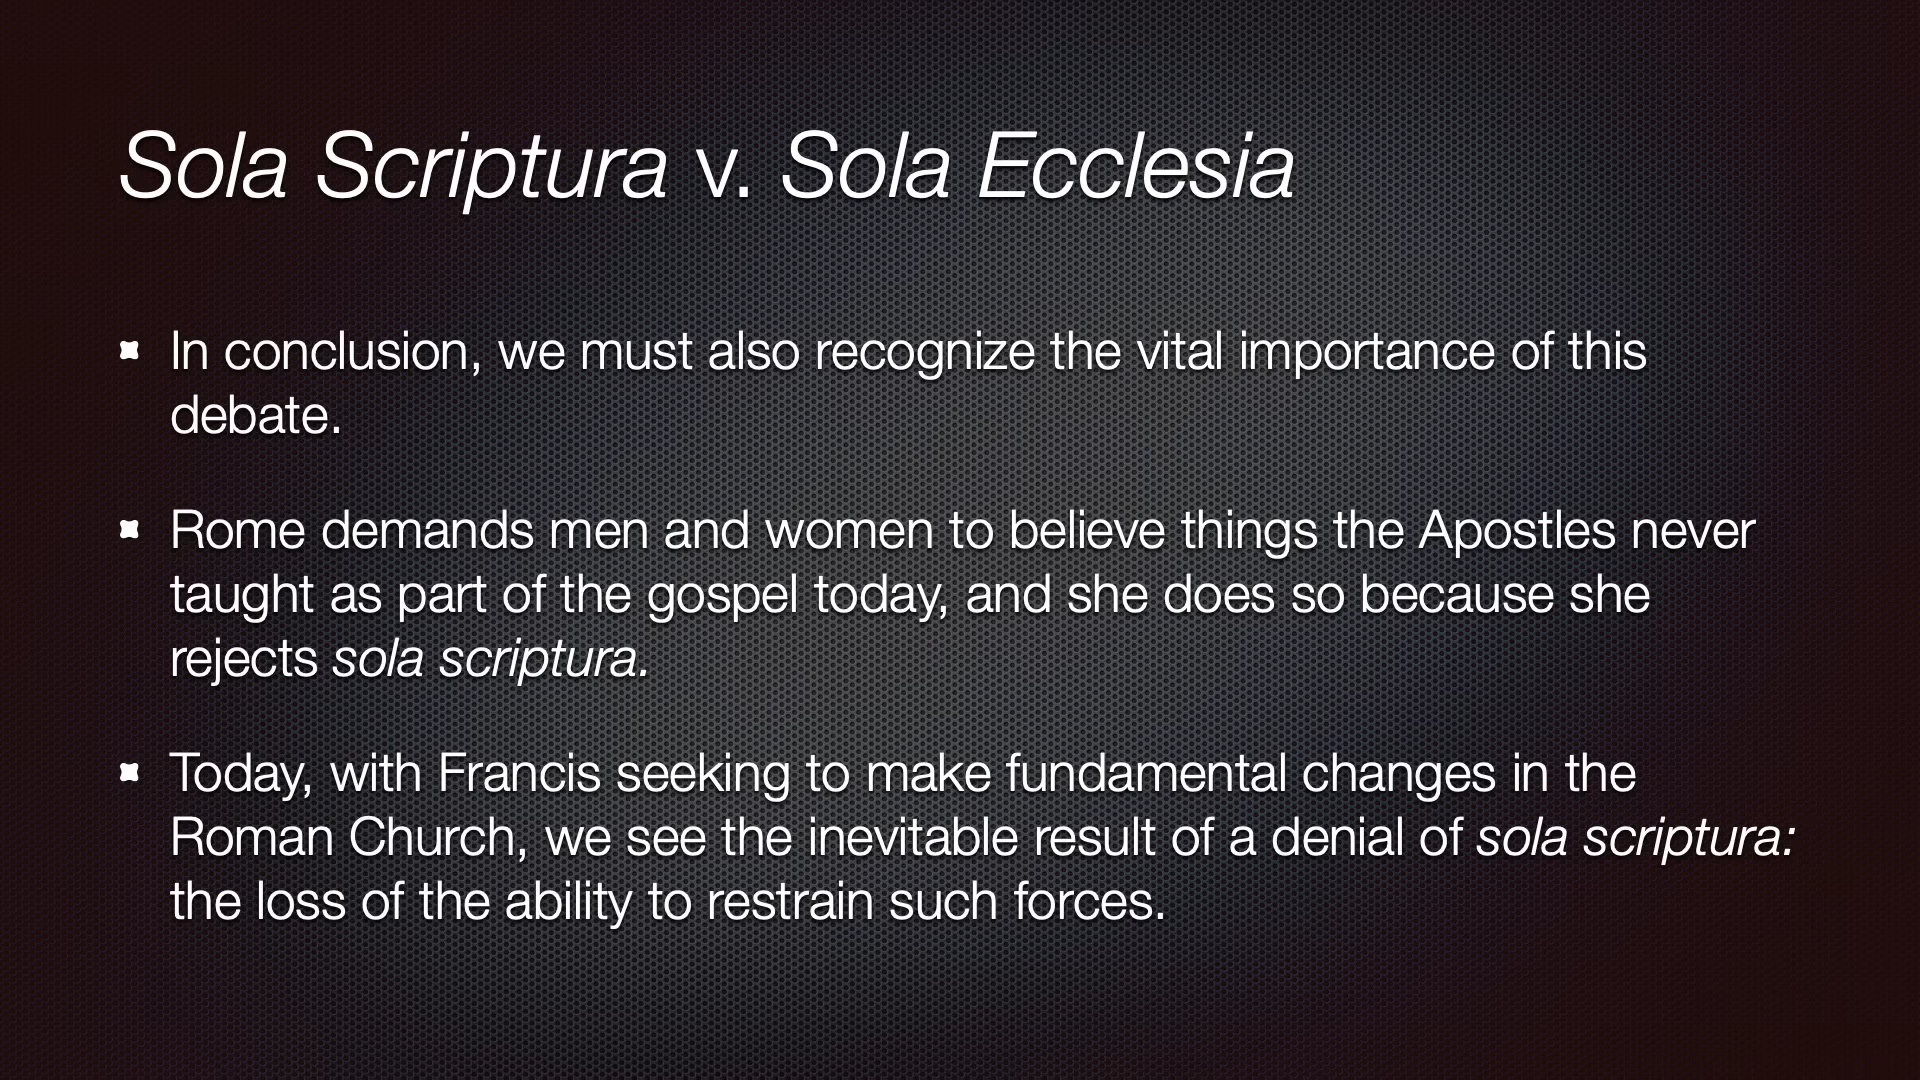 Sola Scriptura v. Sola Ecclesia
In conclusion, we must also recognize the vital importance of this
debate.
Rome demands men and women to believe things the Apostles never
taught as part of the gospel today, and she does so because she
rejects sola scriptura.
Today, with Francis seeking to make fundamental changes in the
Roman Church, we see the inevitable result of a denial of sola scriptura:
the loss of the ability to restrain such forces.